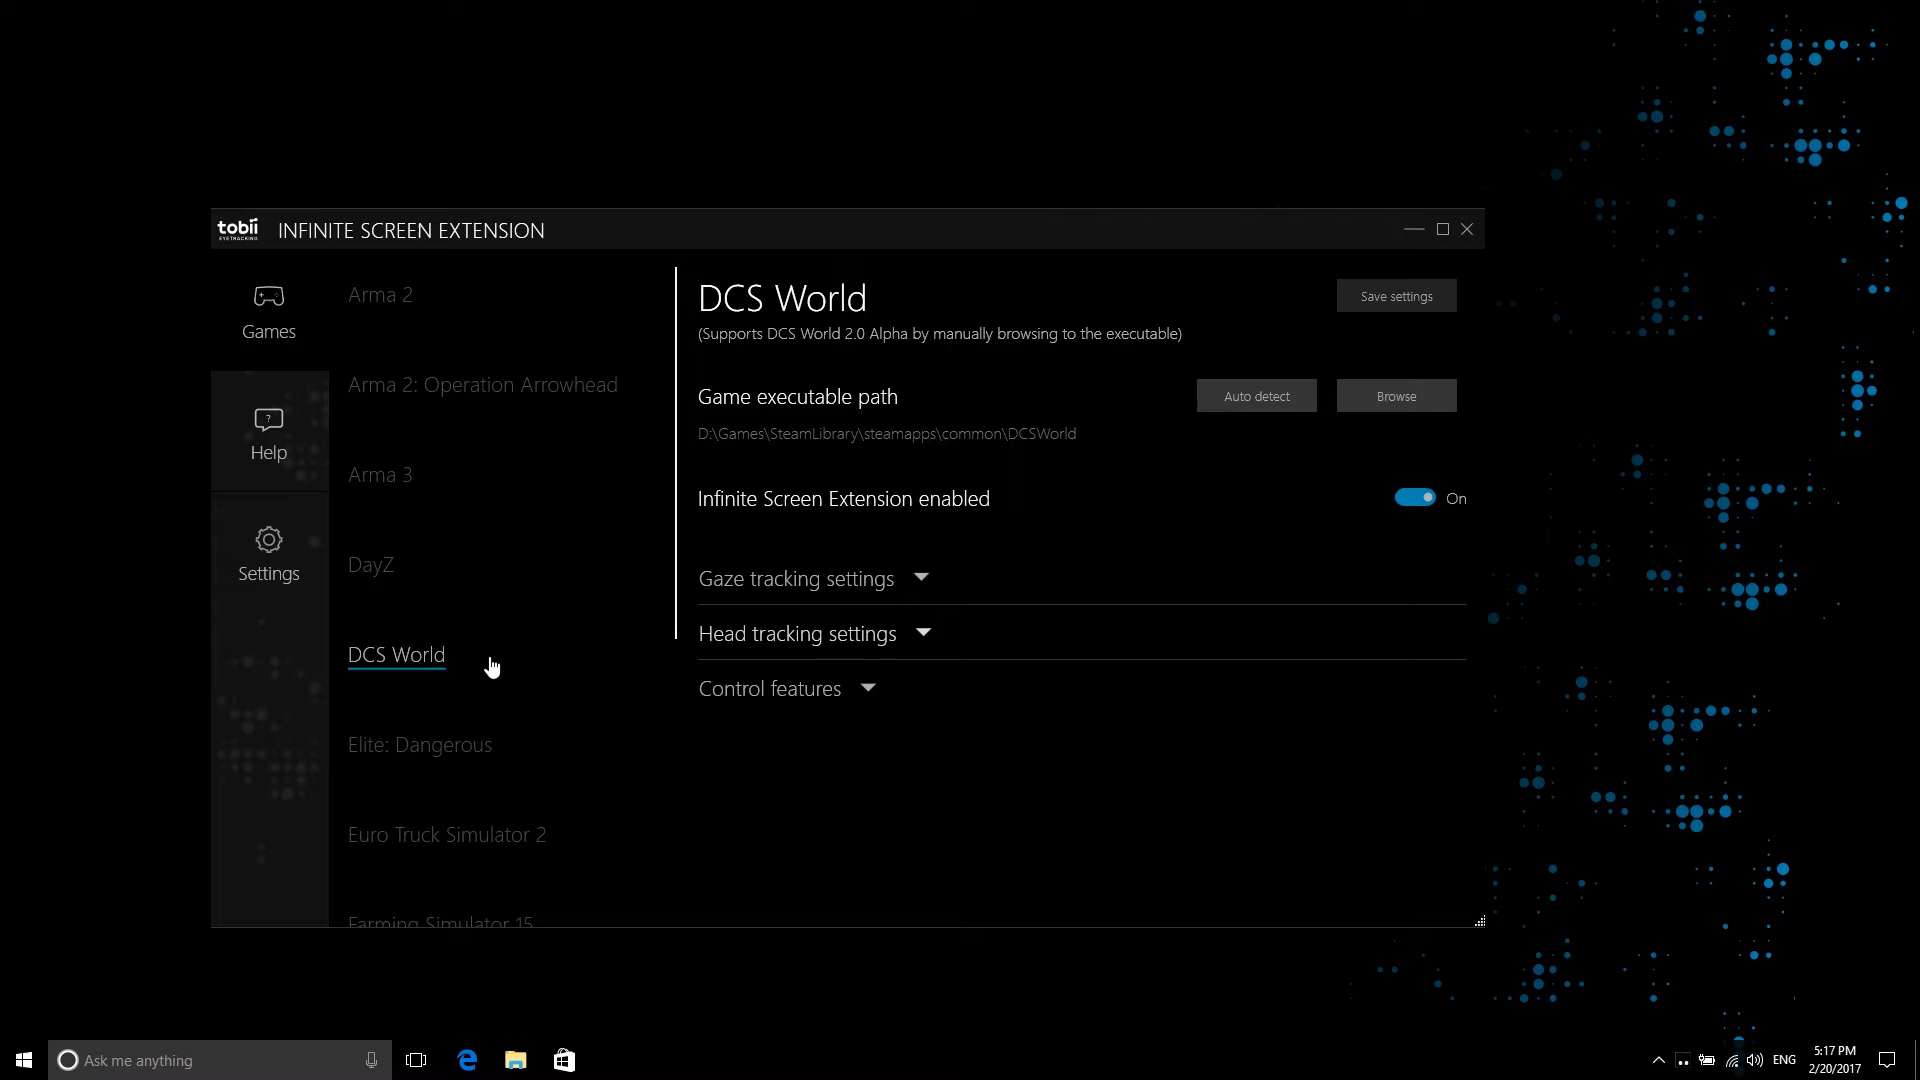 tobii
EYETRACKING
INFINITE SCREEN EXTENSION
Games
Help
Settings
Arma 2
Arma 2: Operation Arrowhead
Arma 3
DayZ
DCS World
Elite: Dangerous
Euro Truck Simulator 2
Farming Simulator 15
DCS World
Save settings
(Supports DCS World 2.0 Alpha by manually browsing to the executable)
Game executable path
Auto detect
Browse
D:\Games\SteamLibrary\steamapps\common\DCSWorld
Infinite Screen Extension enabled
On
Gaze tracking settings
Head tracking settings
Control features
Ask me anything
ENG
5:17 PM
2/20/2017